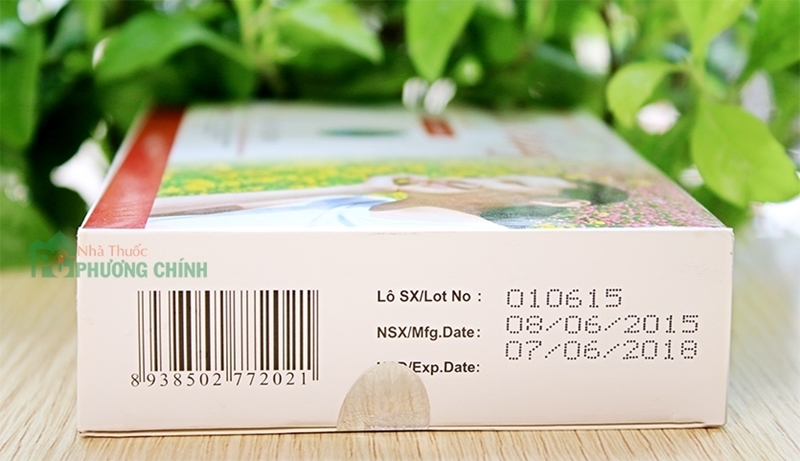 Nhà Thuốc
PHƯƠNG CHÍNH
Lô SX/Lot No : 010615
NSX/Mfg.Date: 08/06/2015
/Exp.Date: 07/06/2018
8 938502 772021